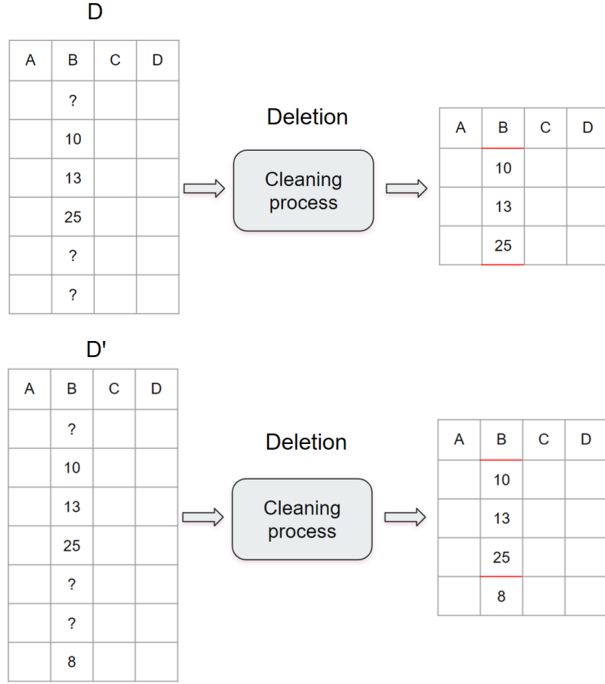 D
A B C D
?
10
13
25
?
?
Deletion
Cleaning
process
A B C D
10
13
25
D'
A B C D
?
10
13
25
?
?
8
Deletion
Cleaning
process
A B C D
10
13
25
8